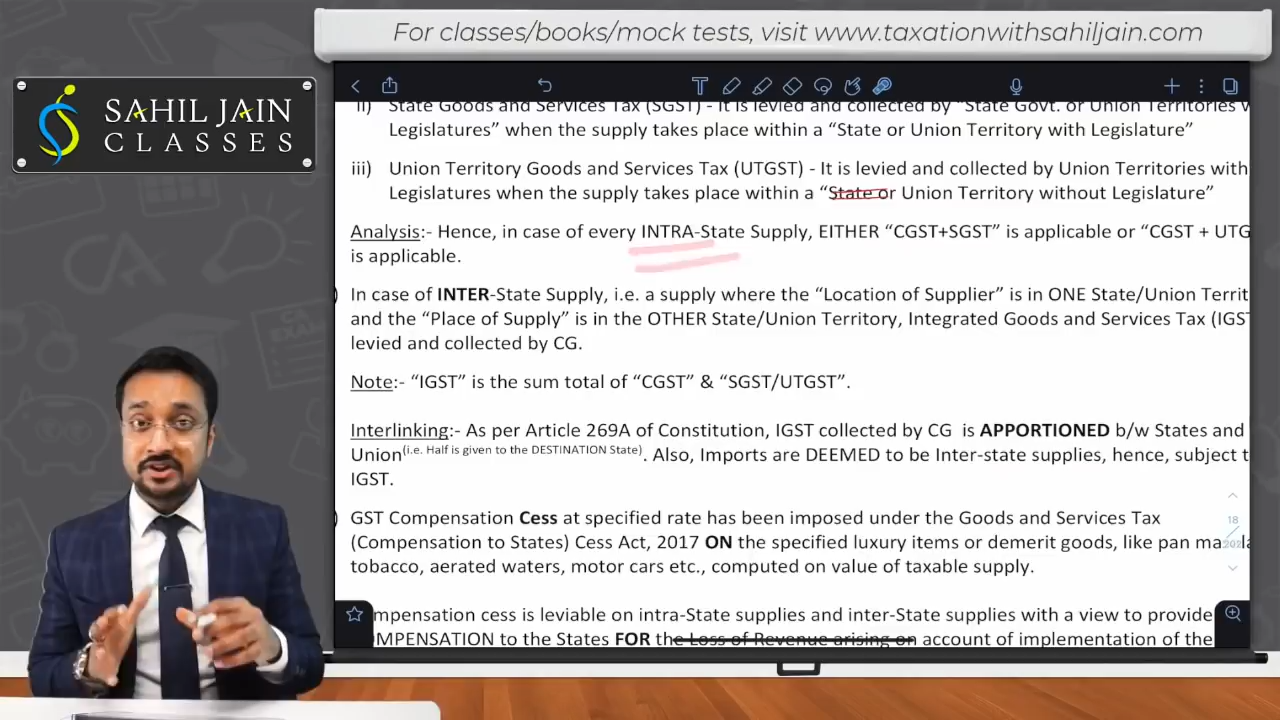 For classes/books/mock tests, visit www.taxationwithsahiljain.com
SAHIL JAIN
CLASSES
ii) State Goods and Services Tax (SGST) - It is levied and collected by "State Govt. or Union Territories
Legislatures" when the supply takes place within a "State or Union Territory with Legislature"
iii) Union Territory Goods and Services Tax (UTGST) - It is levied and collected by Union Territories with
Legislatures when the supply takes place within a "State or Union Territory without Legislature"
Analysis:- Hence, in case of every INTRA-State Supply, EITHER "CGST+SGST" is applicable or "CGST + UTG
is applicable.
In case of INTER-State Supply, i.e. a supply where the "Location of Supplier" is in ONE State/Union Territ
and the "Place of Supply" is in the OTHER State/Union Territory, Integrated Goods and Services Tax (IGST
levied and collected by CG.
Note:- "IGST" is the sum total of "CGST" & "SGST/UTGST".
Interlinking:- As per Article 269A of Constitution, IGST collected by CG is APPORTIONED b/w States and
Union(i.e. Half is given to the DESTINATION State). Also, Imports are DEEMED to be Inter-state supplies, hence, subject t
IGST.
GST Compensation Cess at specified rate has been imposed under the Goods and Services Tax
(Compensation to States) Cess Act, 2017 ON the specified luxury items or demerit goods, like pan
tobacco, aerated waters, motor cars etc., computed on value of taxable supply.
mpensation cess is leviable on intra-State supplies and inter-State supplies with a view to provide
OMPENSATION to the States FOR the Loss of Revenue arising on account of implementation of the
18
202